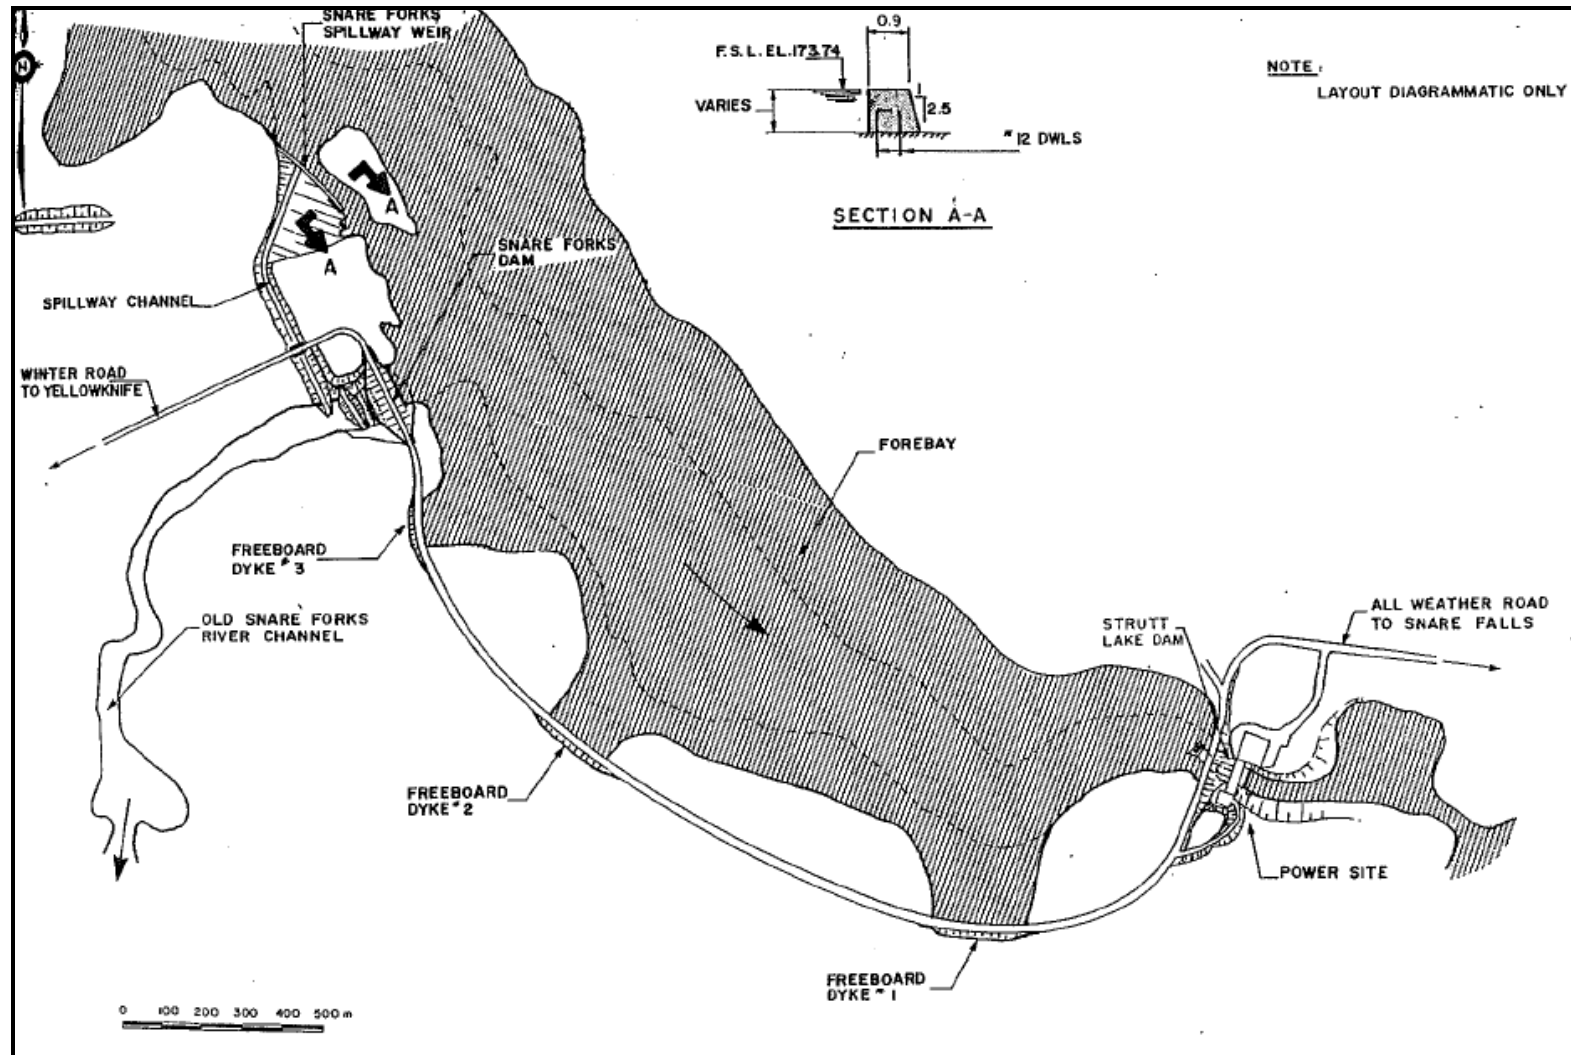 SNARE FORKS
SPILLWAY WEIR
N
0.9
F.S.L. EL.173.74
VARIES
1
2.5
#12 DWLS
SECTION A-A
NOTE:
LAYOUT DIAGRAMMATIC ONLY
A
A
SNARE FORKS
DAM
SPILLWAY CHANNEL
WINTER ROAD
TO YELLOWKNIFE
FOREBAY
FREEBOARD
DYKE #3
OLD SNARE FORKS
RIVER CHANNEL
STRUTT
LAKE DAM
ALL WEATHER ROAD
TO SNARE FALLS
FREEBOARD
DYKE #2
POWER SITE
FREEBOARD
DYKE #1
0 100 200 300 400 500 m